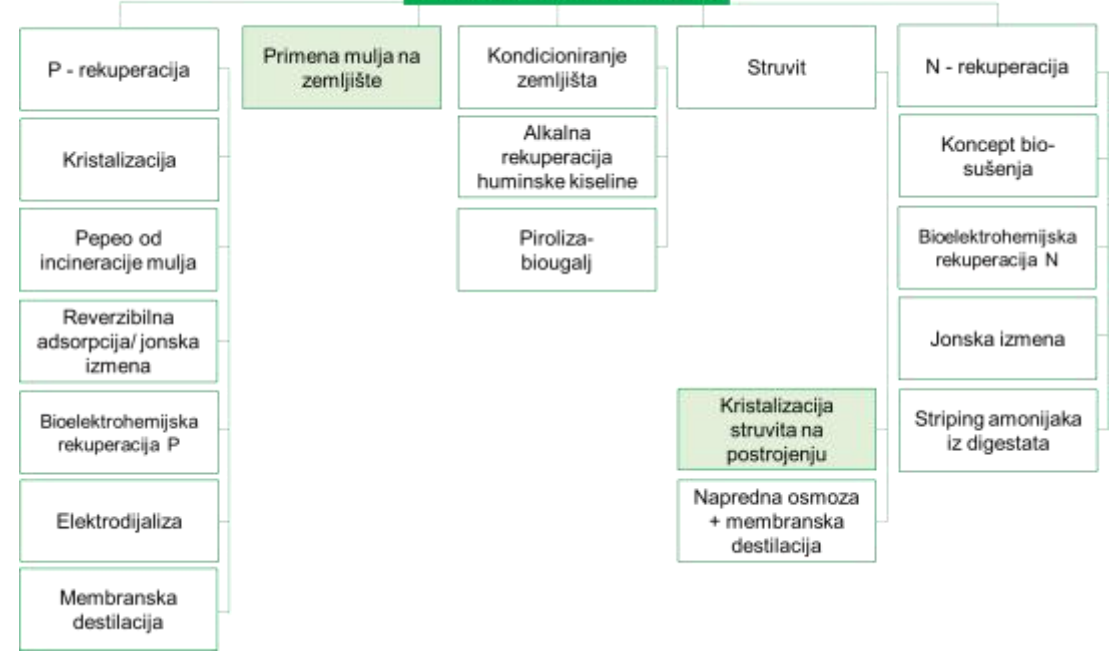 P - rekuperacija
Kristalizacija
Pepeo od
incineracije mulja
Reverzibilna
adsorpcija/ jonska
izmena
Bioelektrohemijska
rekuperacija P
Elektrodijaliza
Membranska
destilacija
Primena mulja na
zemljište
Kondicioniranje
zemljišta
Alkalna
rekuperacija
huminske kiseline
Piroliza-
biougalj
Struvit
Kristalizacija
struvita na
postrojenju
Napredna osmoza
+ membranska
destilacija
N - rekuperacija
Koncept bio-
sušenja
Bioelektrohemijska
rekuperacija N
Jonska izmena
Striping amonijaka
iz digestata